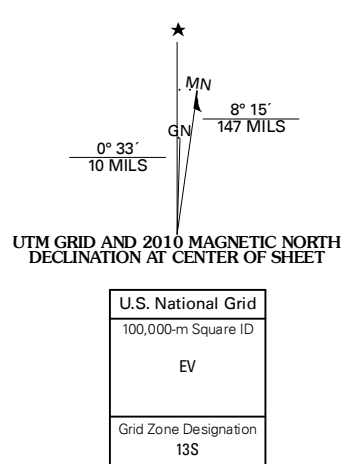 ★
MN
GN
8° 15´
147 MILS
0° 33´
10 MILS
UTM GRID AND 2010 MAGNETIC NORTH
DECLINATION AT CENTER OF SHEET
U.S. National Grid
100,000-m Square ID
EV
Grid Zone Designation
13S